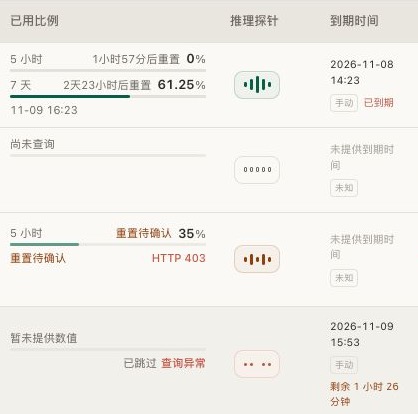 已用比例 推理探针 到期时间
5 小时 1小时57分后重置 0%
7 天 2天23小时后重置 61.25%
11-09 16:23
2026-11-08
14:23
手动 已到期
尚未查询
未提供到期时
间
未知
5 小时 重置待确认 35%
重置待确认 HTTP 403
未提供到期时
间
未知
暂未提供数值
已跳过 查询异常
2026-11-09
15:53
手动
剩余 1 小时 26
分钟